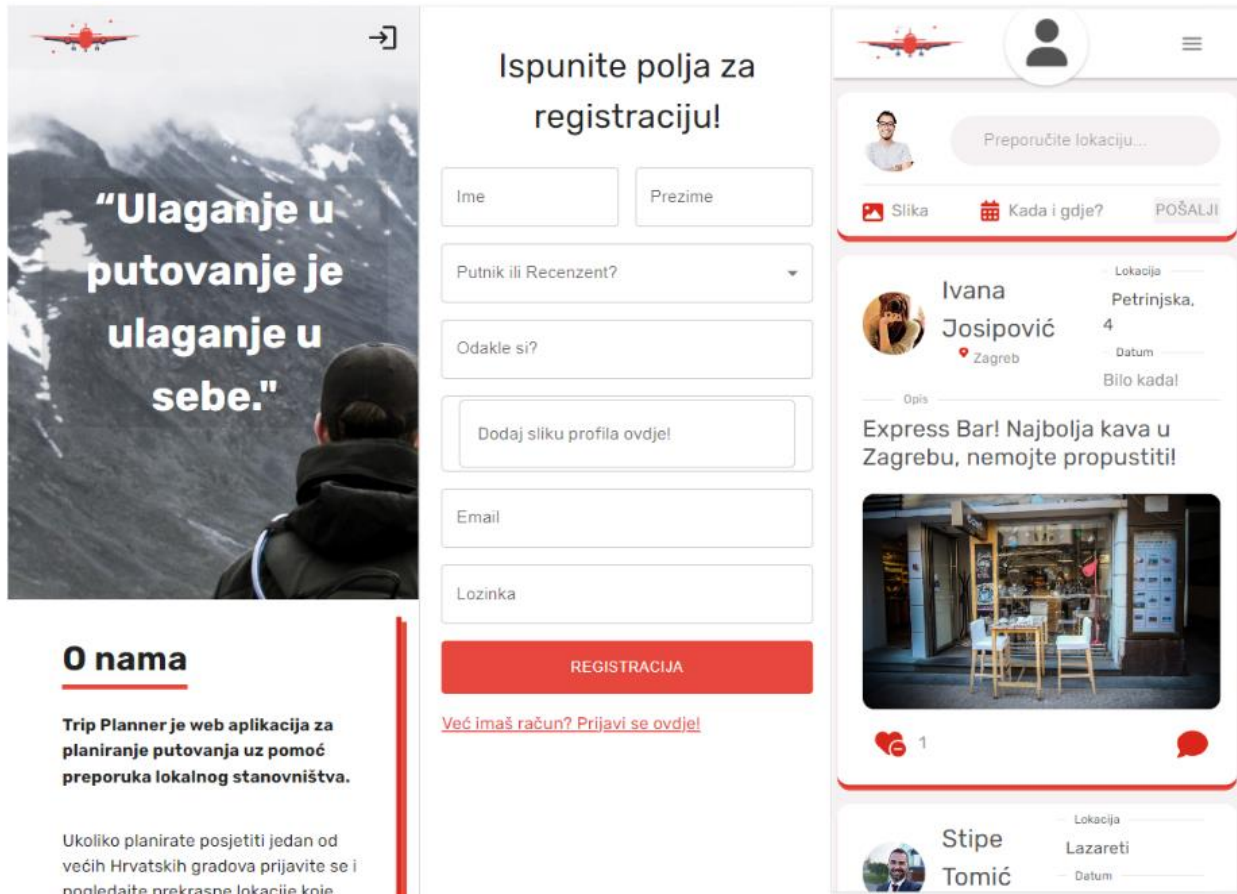 “Ulaganje u
putovanje je
ulaganje u
sebe."
O nama
Trip Planner je web aplikacija za
planiranje putovanja uz pomoć
preporuka lokalnog stanovništva.
Ukoliko planirate posjetiti jedan od
većih Hrvatskih gradova prijavite se i
pogledajte prekrasne lokacije koje
Ispunite polja za
registraciju!
Ime
Prezime
Putnik ili Recenzent?
Odakle si?
Dodaj sliku profila ovdje!
Email
Lozinka
REGISTRACIJA
Već imaš račun? Prijavi se ovdje!
Preporučite lokaciju...
Slika
Kada i gdje?
POŠALJI
Ivana
Josipović
Zagreb
Lokacija
Petrinjska,
4
Datum
Bilo kada!
Opis
Express Bar! Najbolja kava u
Zagrebu, nemojte propustiti!
1
Stipe
Tomić
Lokacija
Lazareti
Datum